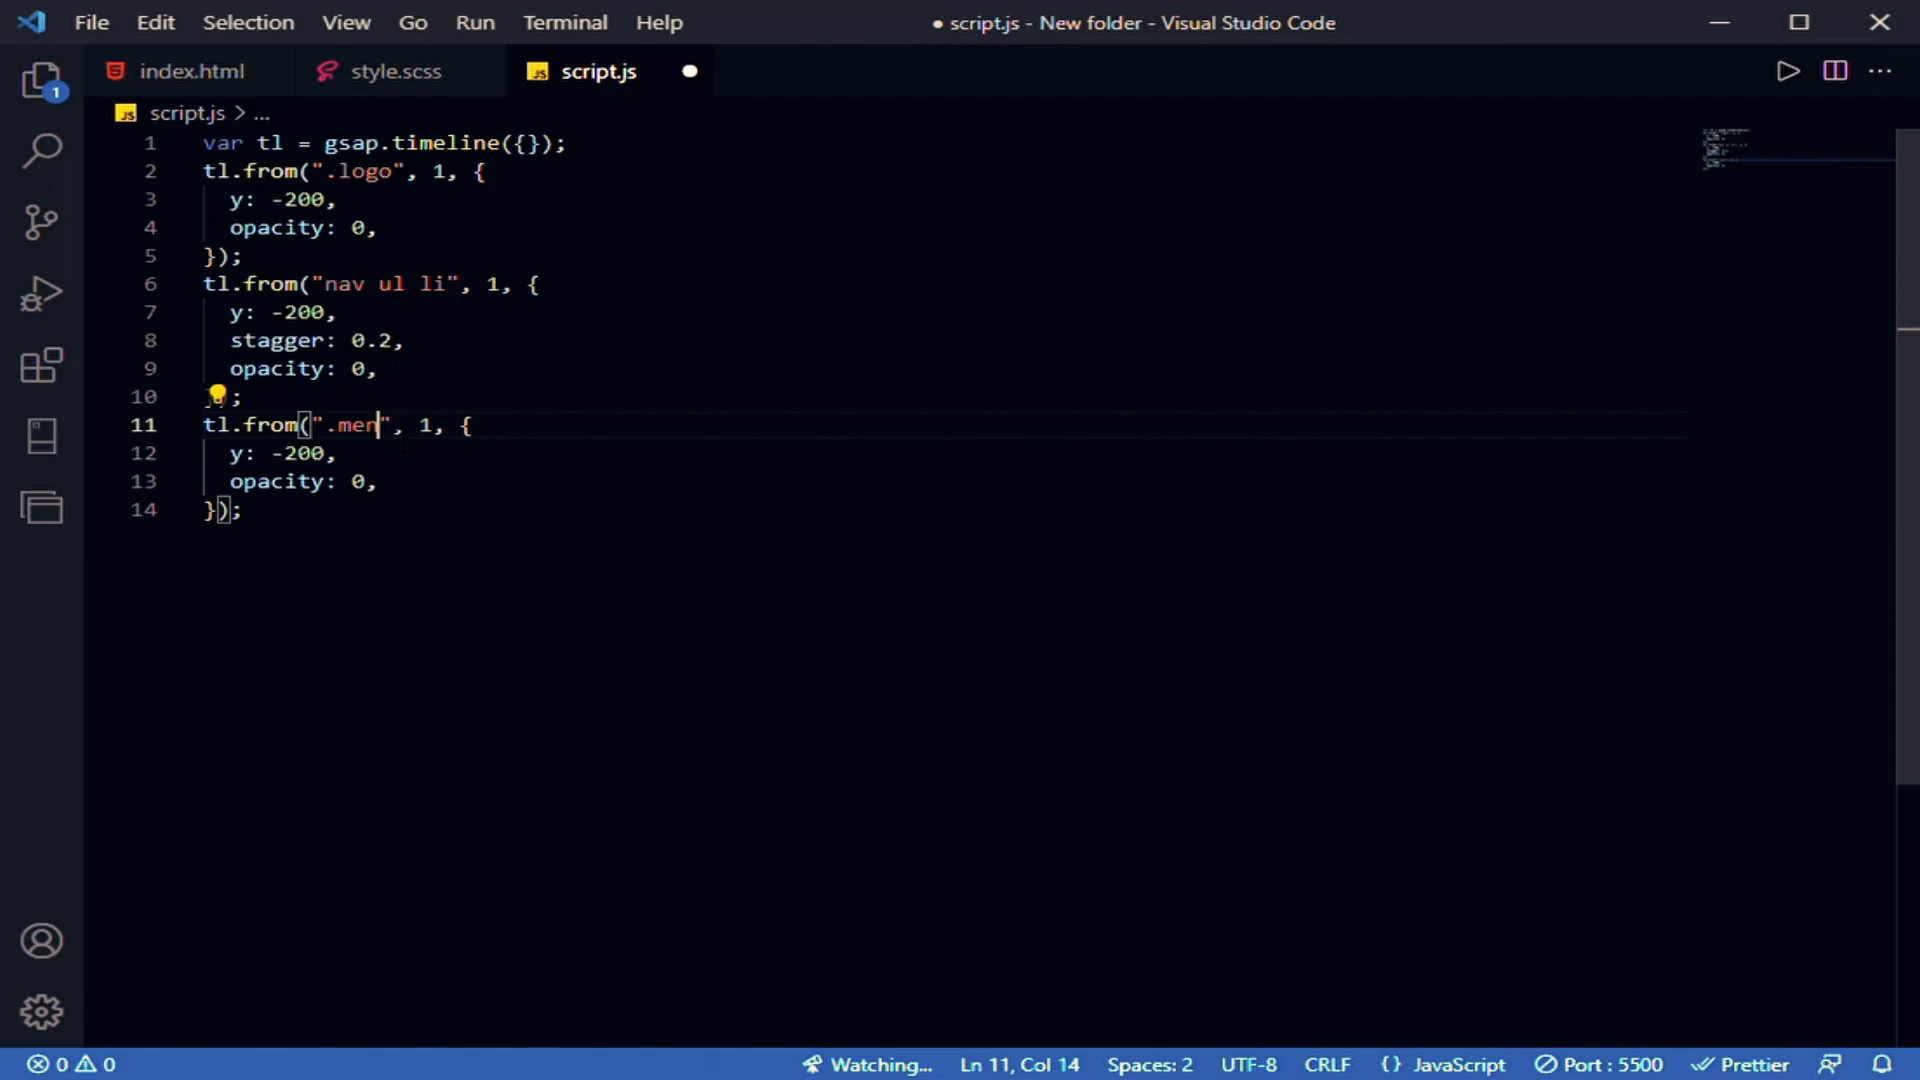 File Edit Selection View Go Run Terminal Help
● script.js - New folder - Visual Studio Code
index.html style.scss JS script.js
1
JS script.js > ...
1 var tl = gsap.timeline({});
2 tl.from(".logo", 1, {
3 y: -200,
4 opacity: 0,
5 });
6 tl.from("nav ul li", 1, {
7 y: -200,
8 stagger: 0.2,
9 opacity: 0,
10 });
11 tl.from(".men", 1, {
12 y: -200,
13 opacity: 0,
14 });
0 0 Watching... Ln 11, Col 14 Spaces: 2 UTF-8 CRLF {} JavaScript Port : 5500 Prettier